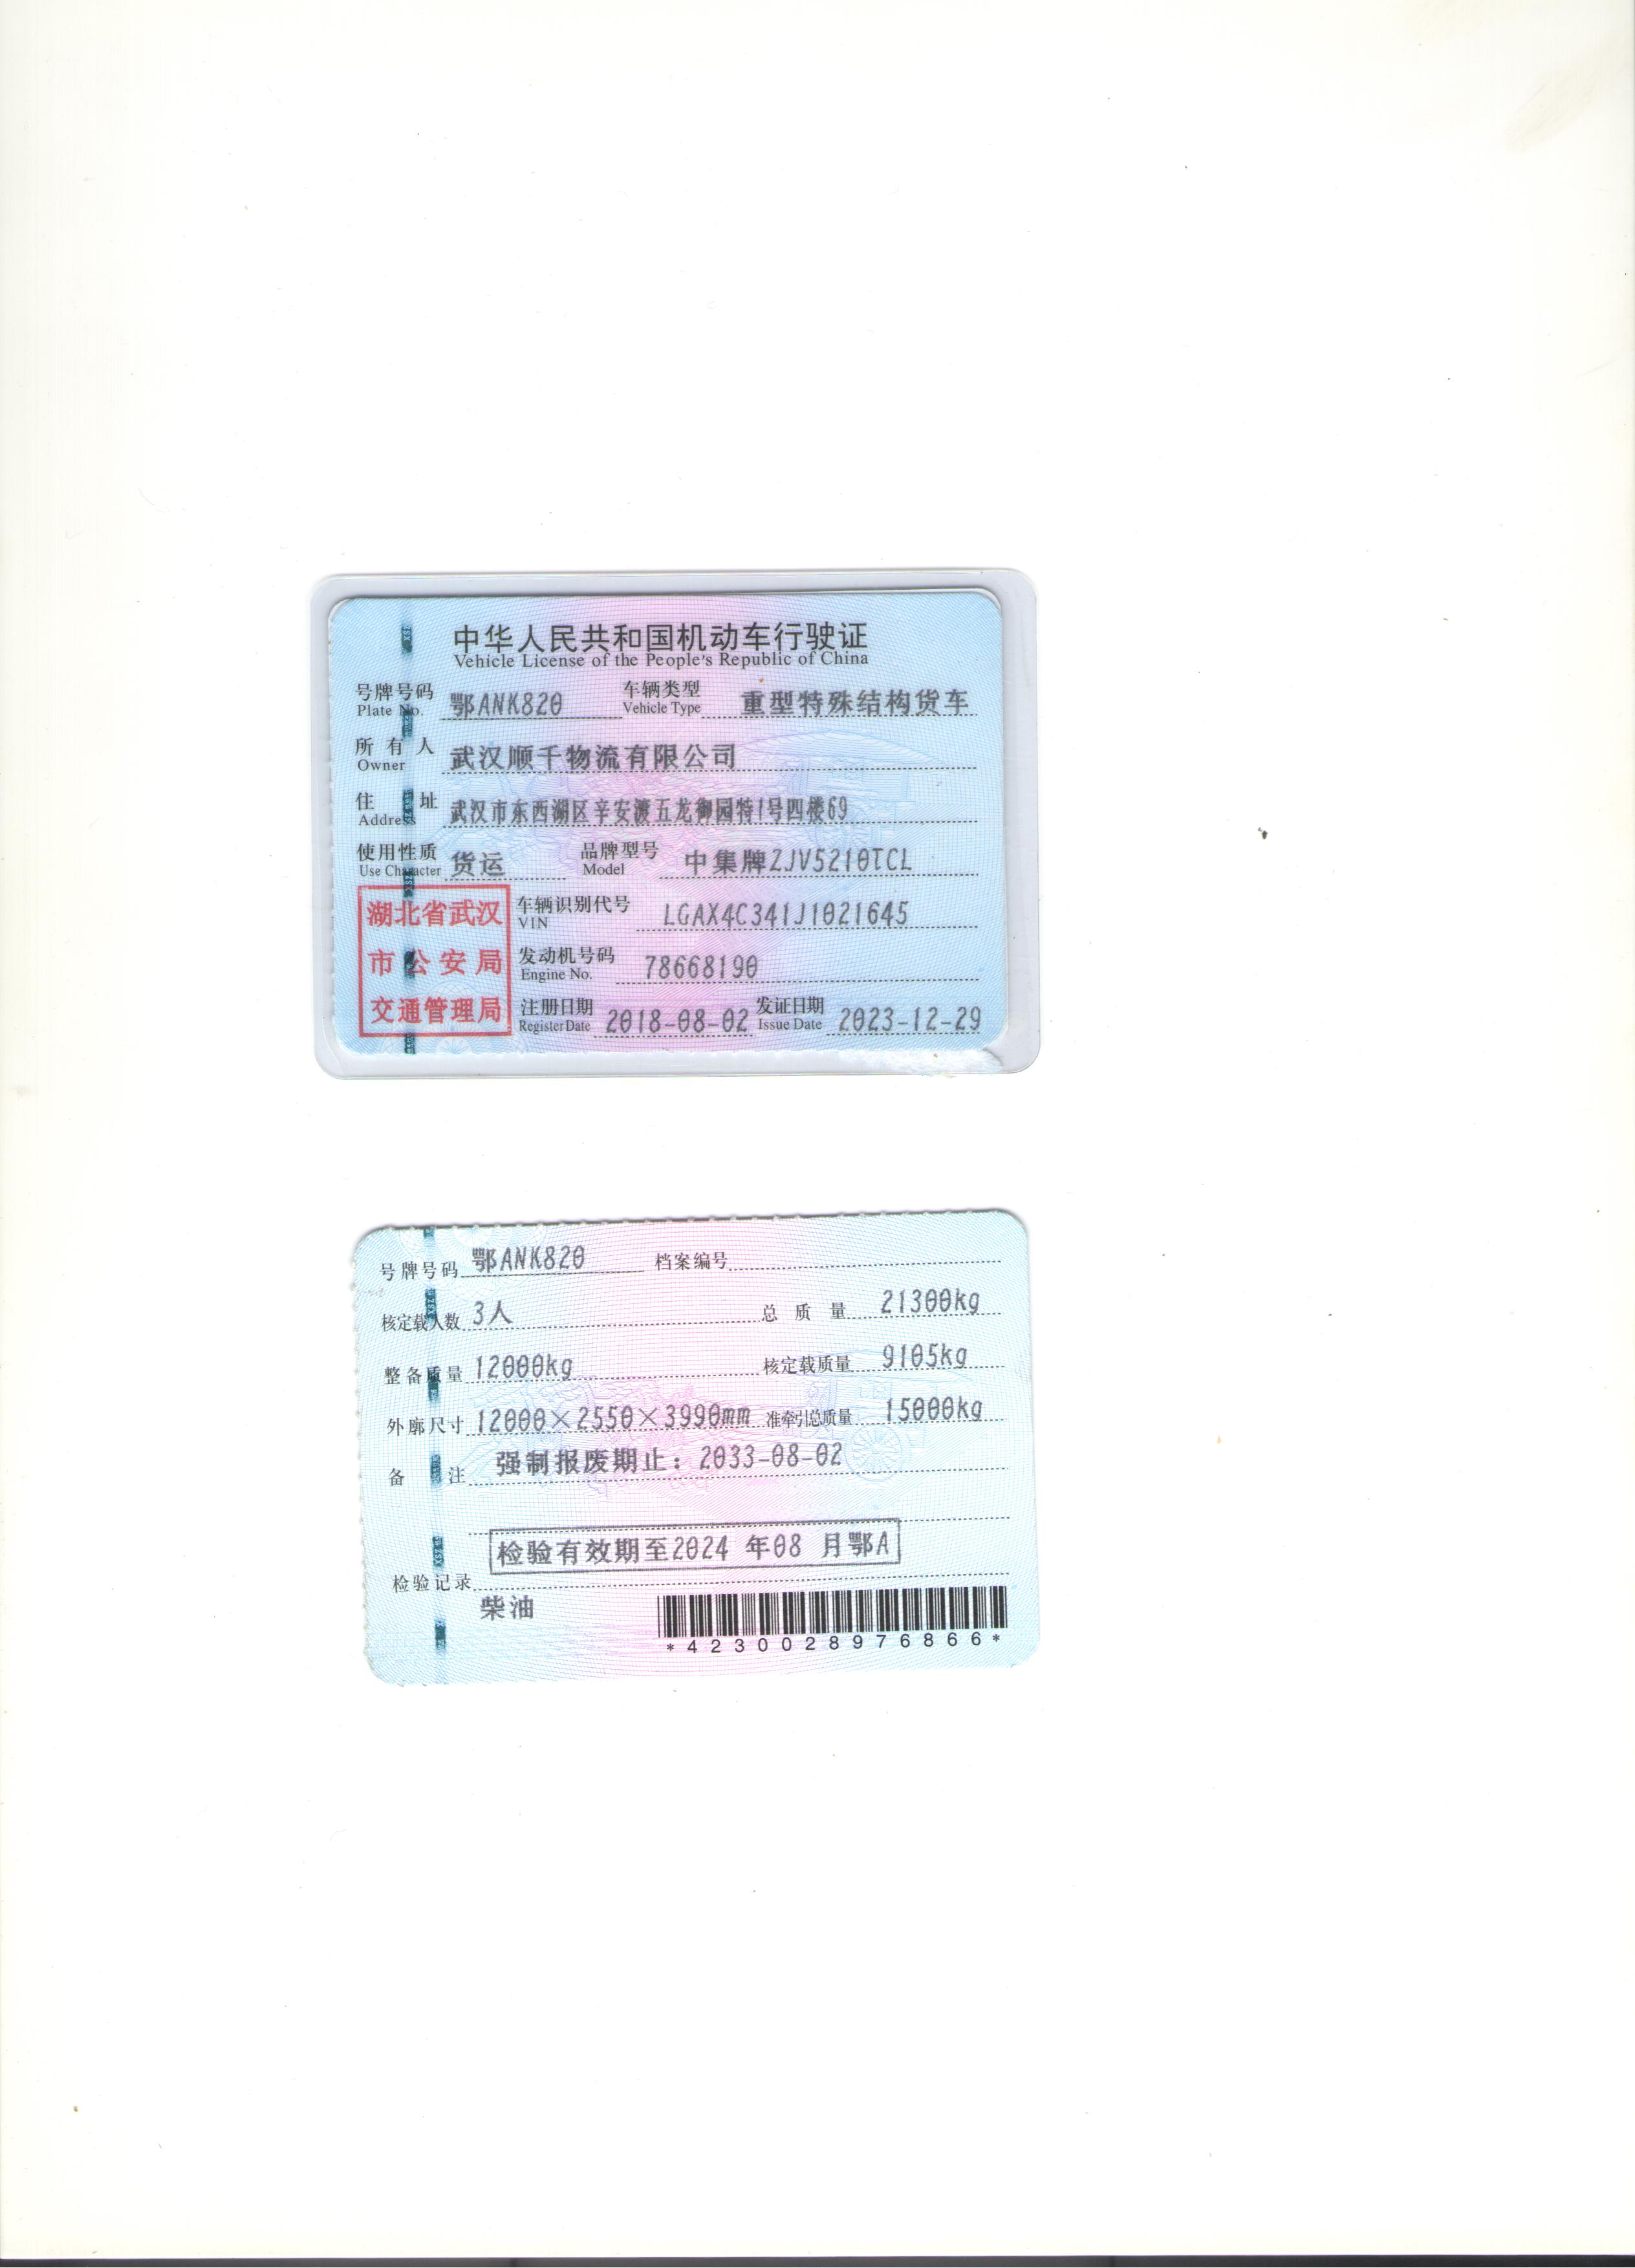 中华人民共和国机动车行驶证
Vehicle License of the People's Republic of China
号牌号码 鄂ANK820 车辆类型 重型特殊结构货车
Plate No. Vehicle Type
所有人 武汉顺千物流有限公司
Owner
住址 武汉市东西湖区辛安渡五龙御园特1号四楼69
Address
使用性质 货运 品牌型号 中集牌ZJV5210TCL
Use Character Model
湖北省武汉 车辆识别代号 LGAX4C341J1021645
VIN
市公安局 发动机号码 78668190
Engine No.
交通管理局 注册日期 2018-08-02 发证日期 2023-12-29
Register Date Issue Date
号牌号码 鄂ANK820 档案编号
核定载人数 3人 总质量 21300kg
整备质量 12000kg 核定载质量 9105kg
外廓尺寸 12000×2550×3990mm 准牵引总质量 15000kg
备注 强制报废期止：2033-08-02
检验有效期至2024 年08 月鄂A
检验记录
柴油
*4230028976866*